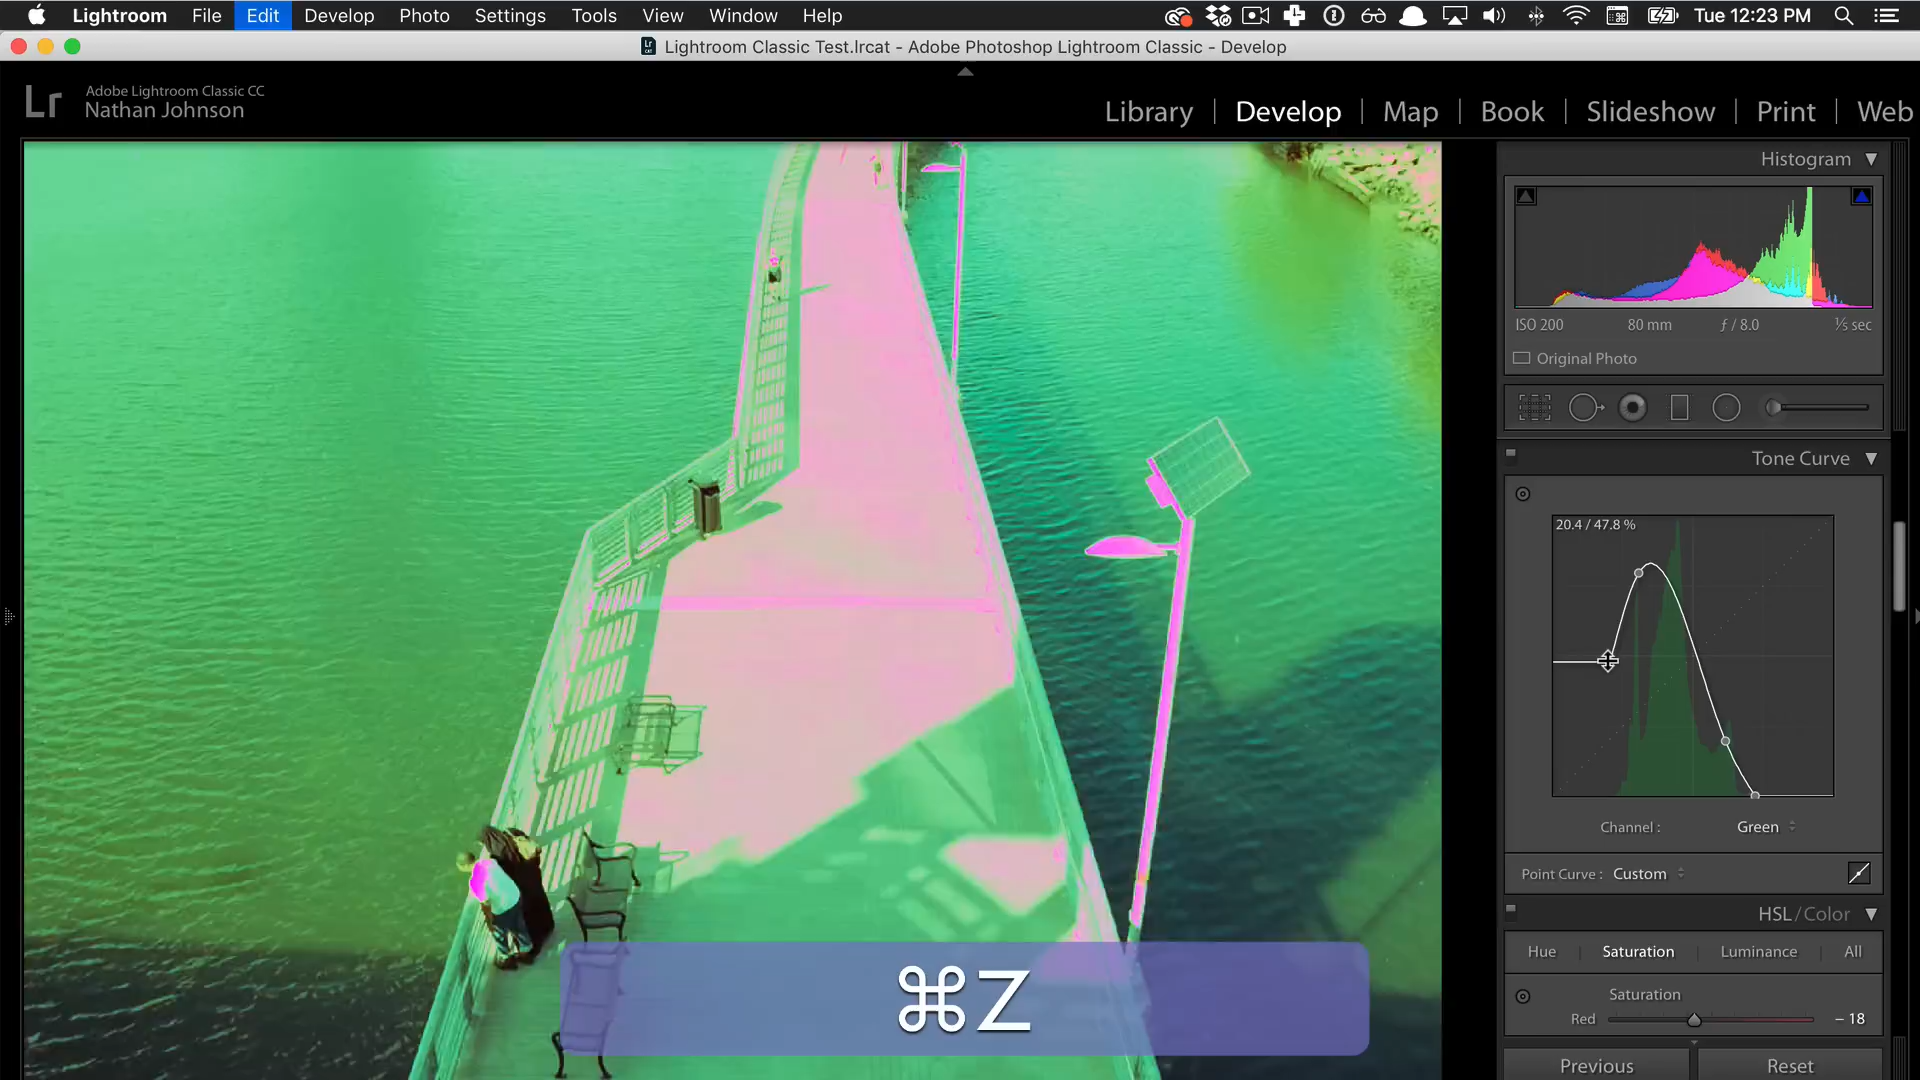 Lightroom File Edit Develop Photo Settings Tools View Window Help Tue 12:23 PM
Lightroom Classic Test.lrcat - Adobe Photoshop Lightroom Classic - Develop
Lr
Adobe Lightroom Classic CC
Nathan Johnson
Library | Develop | Map | Book | Slideshow | Print | Web
Histogram
ISO 200 80 mm ƒ / 8.0 ⅕ sec
Original Photo
Tone Curve
20.4 / 47.8 %
Channel : Green
Point Curve : Custom
HSL / Color
Hue Saturation Luminance All
Saturation
Red − 18
Previous Reset
⌘Z